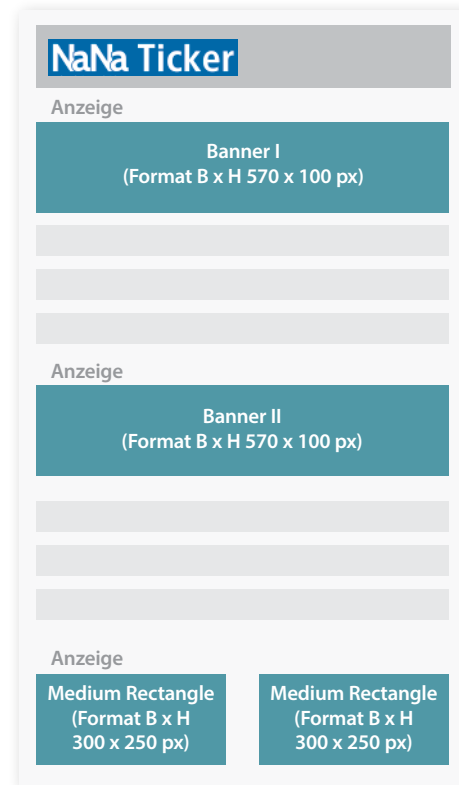 NaNa Ticker
Anzeige
Banner I
(Format B x H 570 x 100 px)
Anzeige
Banner II
(Format B x H 570 x 100 px)
Anzeige
Medium Rectangle
(Format B x H
300 x 250 px)
Medium Rectangle
(Format B x H
300 x 250 px)